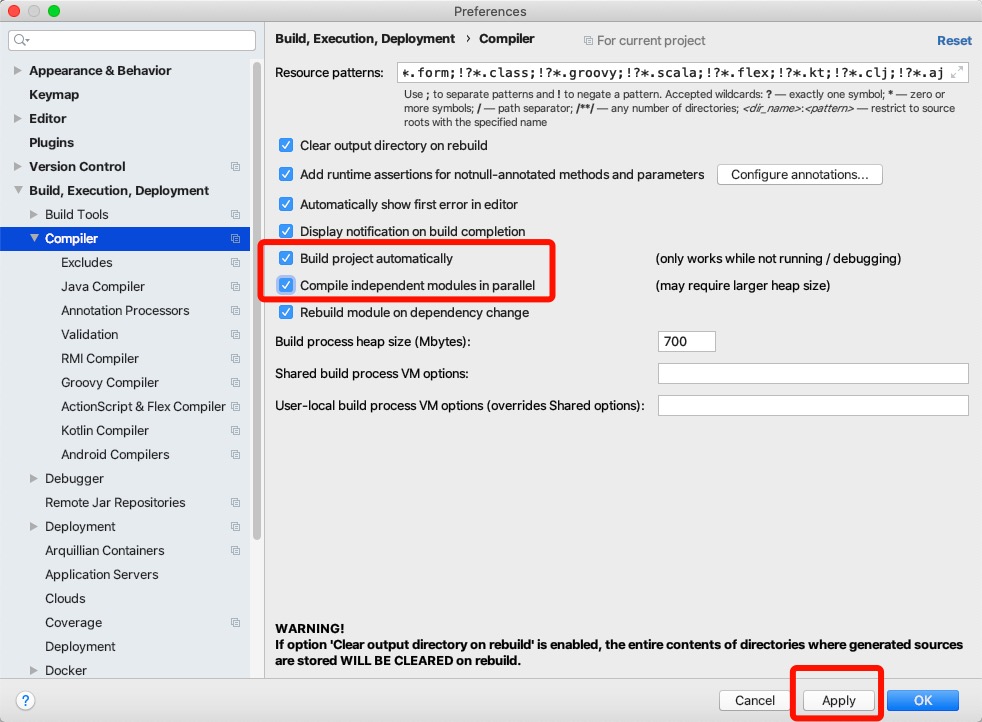 Preferences
Appearance & Behavior
Keymap
Editor
Plugins
Version Control
Build, Execution, Deployment
Build Tools
Compiler
Excludes
Java Compiler
Annotation Processors
Validation
RMI Compiler
Groovy Compiler
ActionScript & Flex Compiler
Kotlin Compiler
Android Compilers
Debugger
Remote Jar Repositories
Deployment
Arquillian Containers
Application Servers
Clouds
Coverage
Deployment
Docker
Build, Execution, Deployment › Compiler For current project Reset
Resource patterns: *.form;!?*.class;!?*.groovy;!?*.scala;!?*.flex;!?*.kt;!?*.clj;!?*.aj
Use ; to separate patterns and ! to negate a pattern. Accepted wildcards: ? — exactly one symbol; * — zero or
more symbols; / — path separator; /**/ — any number of directories; <dir_name>:<pattern> — restrict to source
roots with the specified name
Clear output directory on rebuild
Add runtime assertions for notnull-annotated methods and parameters Configure annotations...
Automatically show first error in editor
Display notification on build completion
Build project automatically (only works while not running / debugging)
Compile independent modules in parallel (may require larger heap size)
Rebuild module on dependency change
Build process heap size (Mbytes): 700
Shared build process VM options:
User-local build process VM options (overrides Shared options):
WARNING!
If option 'Clear output directory on rebuild' is enabled, the entire contents of directories where generated sources
are stored WILL BE CLEARED on rebuild.
? Cancel Apply OK